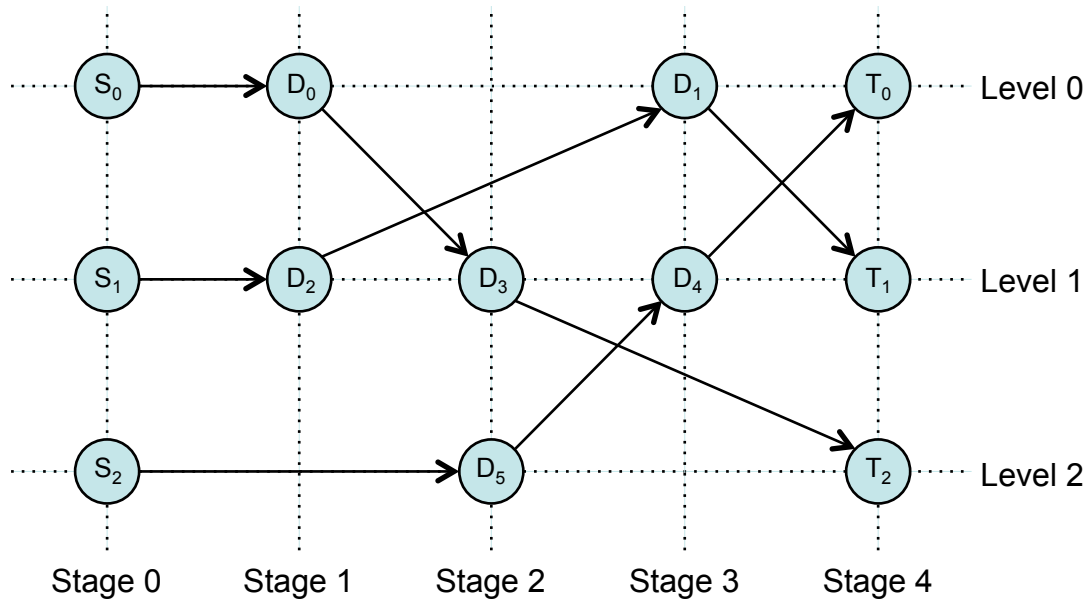 S₀ D₀ D₁ T₀ Level 0
S₁ D₂ D₃ D₄ T₁ Level 1
S₂ D₅ T₂ Level 2
Stage 0 Stage 1 Stage 2 Stage 3 Stage 4